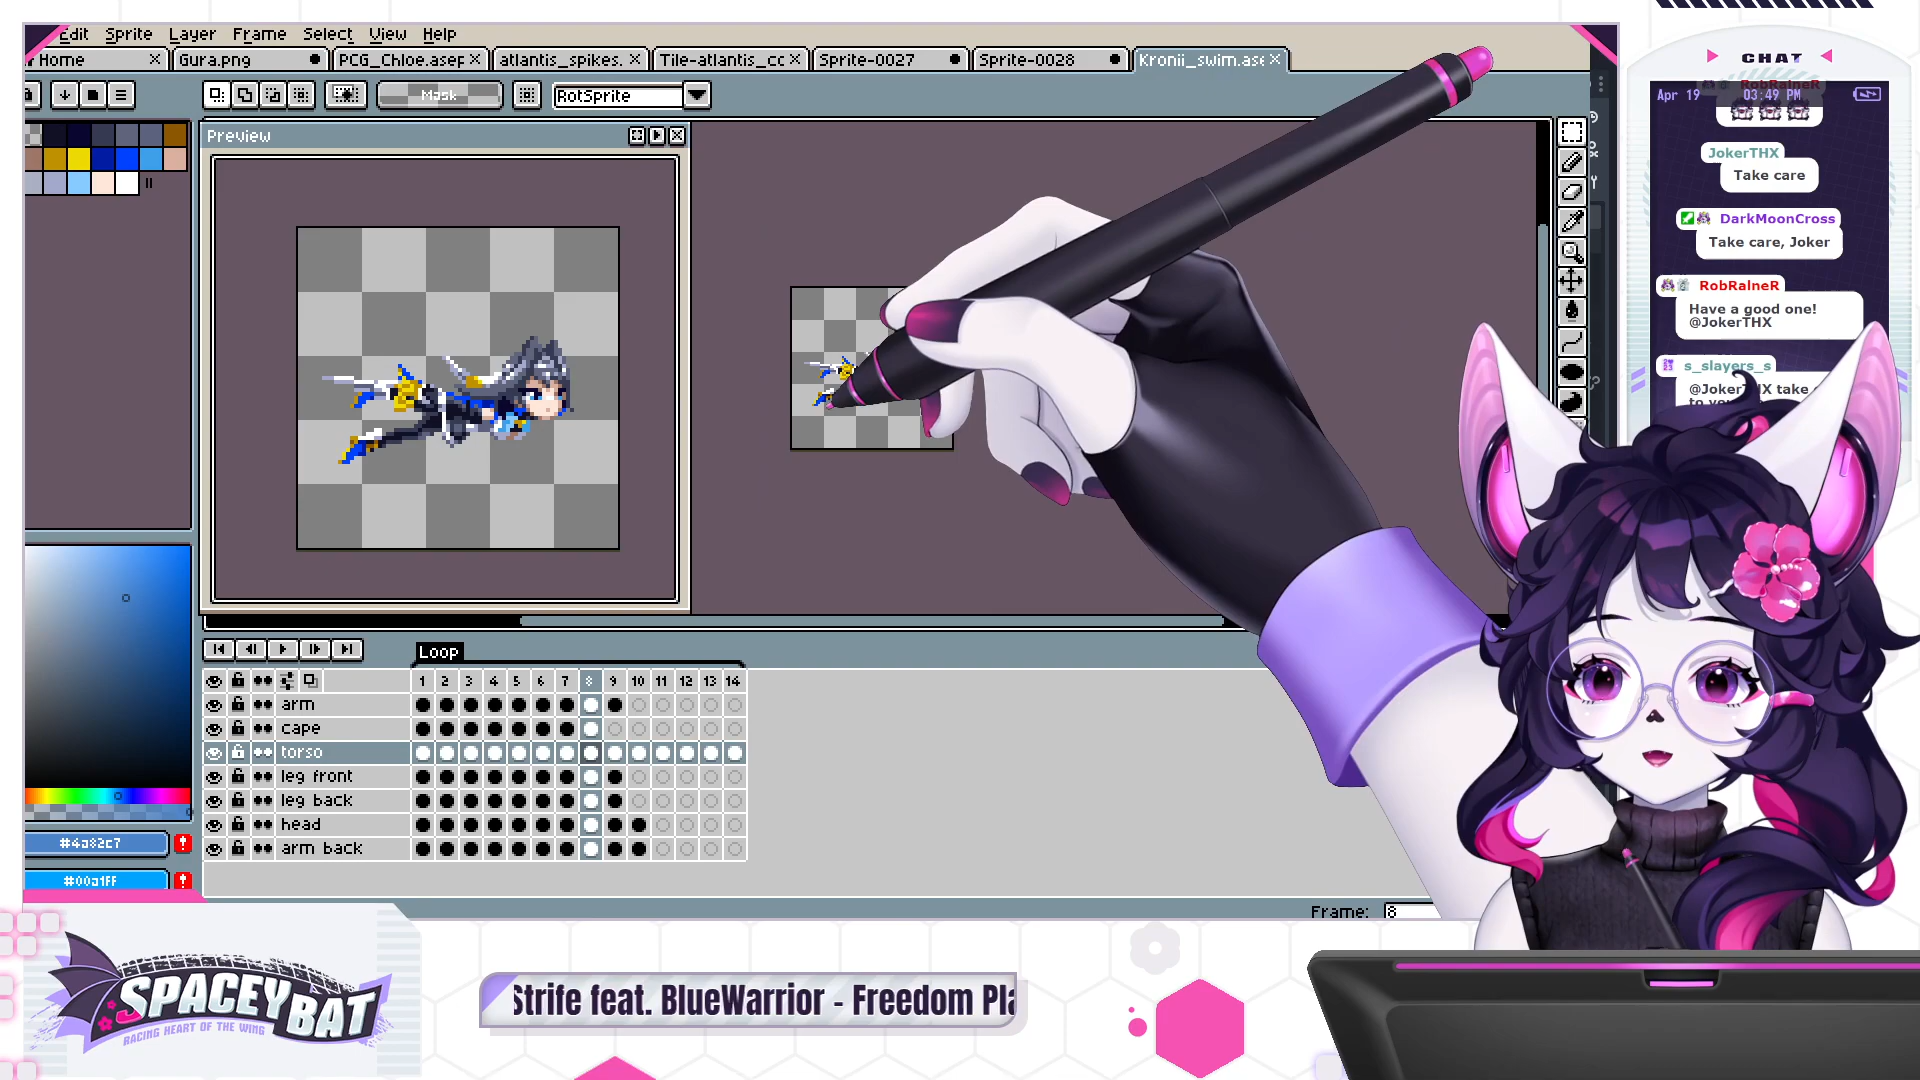 Edit Sprite Layer Frame Select View Help
Home
Gura.png
PCG_Chloe.asep
atlantis_spikes.
Tile-atlantis_cc
Sprite-0027
Sprite-0028
Kronii_swim.ase
Mask
RotSprite
Preview
Loop
1 2 3 4 5 6 7 8 9 10 11 12 13 14
arm
cape
torso
leg front
leg back
head
arm back
#4a82c7
#00a1FF
Frame: 8
CHAT
Apr 19 03:49 PM
RobRaIneR
JokerTHX
Take care
DarkMoonCross
Take care, Joker
RobRaIneR
Have a good one!
@JokerTHX
s_slayers_s
SPACEYBAT
RACING HEART OF THE WING
Strife feat. BlueWarrior - Freedom Pla